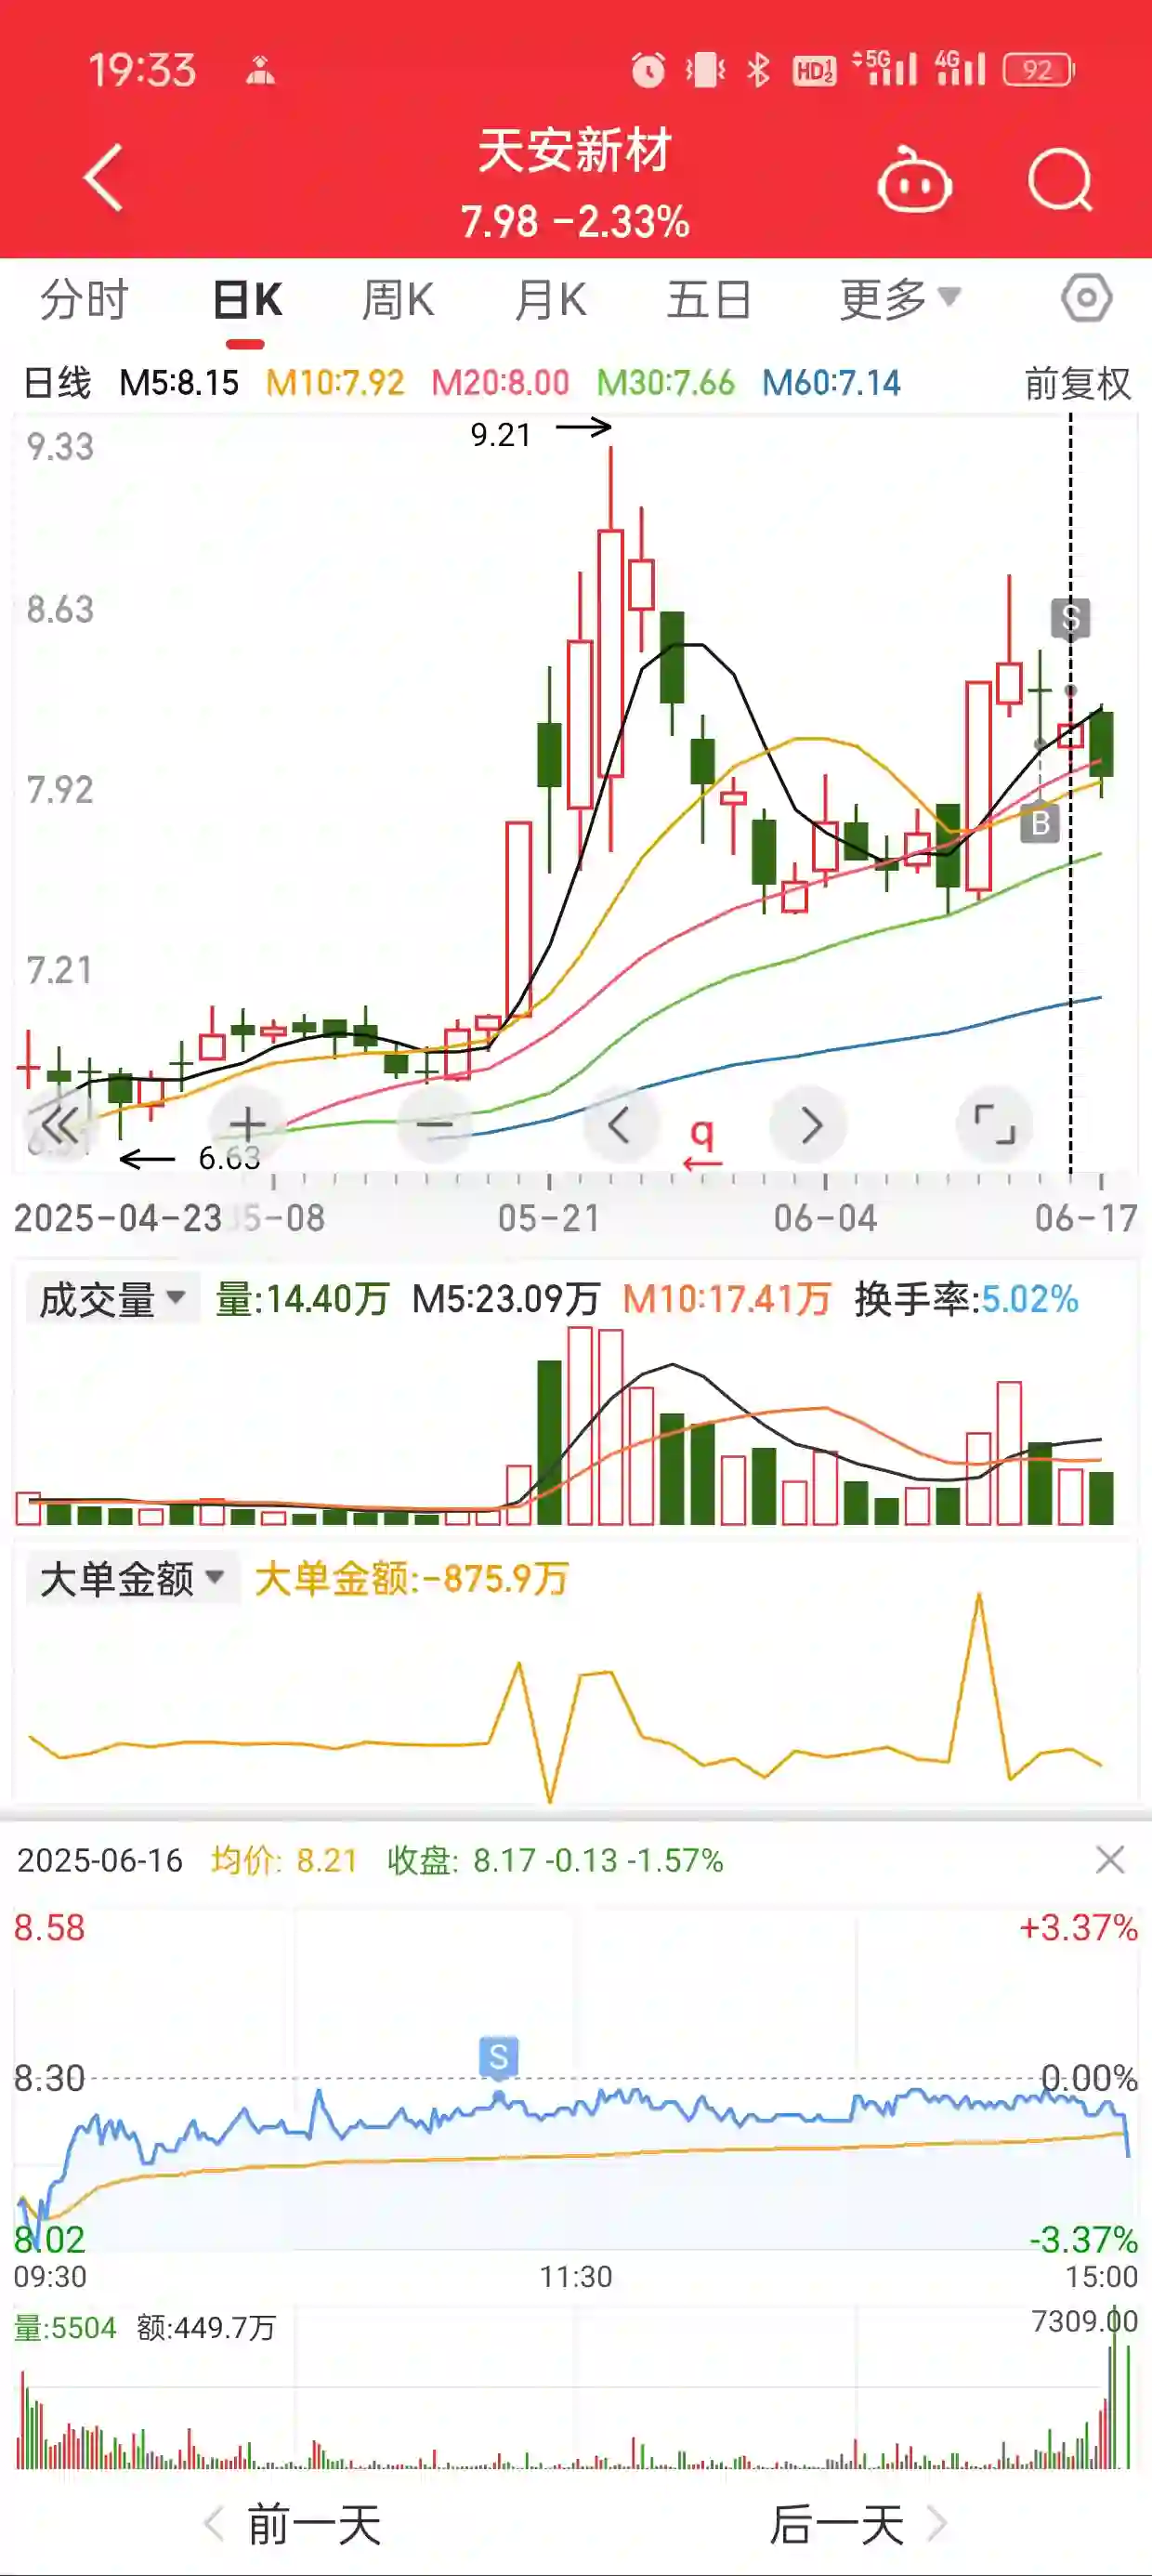 19:33 HD 1 2 5G 4G 92
天安新材
7.98 -2.33%
分时 日K 周K 月K 五日 更多
日线 M5:8.15 M10:7.92 M20:8.00 M30:7.66 M60:7.14 前复权
9.33
9.21
8.63
S
7.92
B
7.21
q
6.63
2025-04-23 5-08 05-21 06-04 06-17
成交量 量:14.40万 M5:23.09万 M10:17.41万 换手率:5.02%
大单金额 大单金额:-875.9万
2025-06-16 均价: 8.21 收盘: 8.17 -0.13 -1.57%
8.58 +3.37%
S
8.30 0.00%
8.02 -3.37%
09:30 11:30 15:00
量:5504 额:449.7万 7309.00
前一天 后一天